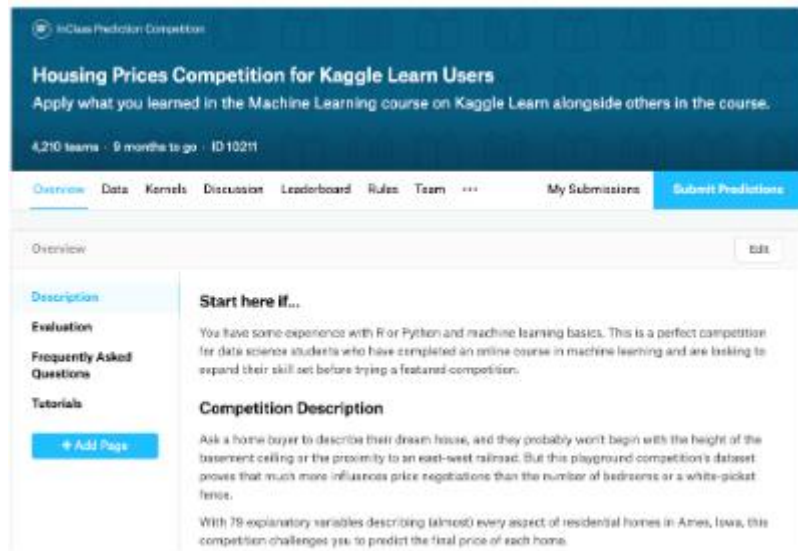 InClass Prediction Competition
Housing Prices Competition for Kaggle Learn Users
Apply what you learned in the Machine Learning course on Kaggle Learn alongside others in the course.
4,210 teams · 9 months to go · ID 10211
Overview Data Kernels Discussion Leaderboard Rules Team ··· My Submissions Submit Predictions
Overview Edit
Description
Evaluation
Frequently Asked
Questions
Tutorials
+ Add Page
Start here if...
You have some experience with R or Python and machine learning basics. This is a perfect competition
for data science students who have completed an online course in machine learning and are looking to
expand their skill set before trying a featured competition.
Competition Description
Ask a home buyer to describe their dream house, and they probably won't begin with the height of the
basement ceiling or the proximity to an east-west railroad. But this playground competition's dataset
proves that much more influences price negotiations than the number of bedrooms or a white-picket
fence.
With 79 explanatory variables describing (almost) every aspect of residential homes in Ames, Iowa, this
competition challenges you to predict the final price of each home.